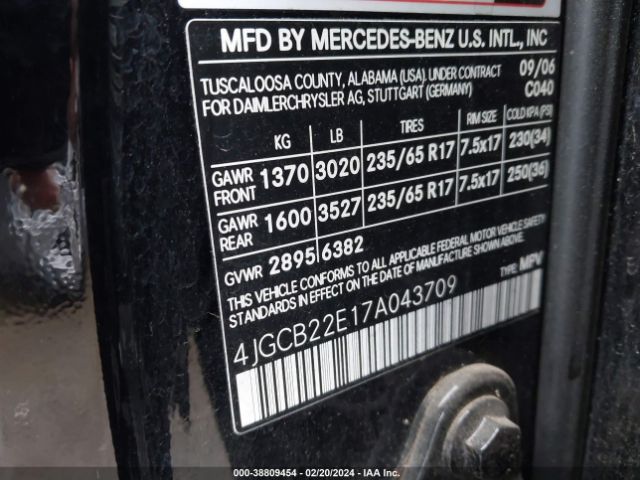 MFD BY MERCEDES-BENZ U.S. INTL., INC
TUSCALOOSA COUNTY, ALABAMA (USA). UNDER CONTRACT 09/06
FOR DAIMLERCHRYSLER AG, STUTTGART (GERMANY) C040
KG LB TIRES RIM SIZE COLD KPA (PSI)
GAWR FRONT 1370 3020 235/65 R17 7.5x17 230(34)
GAWR REAR 1600 3527 235/65 R17 7.5x17 250(36)
GVWR 2895 6382
THIS VEHICLE CONFORMS TO ALL APPLICABLE FEDERAL MOTOR VEHICLE SAFETY
STANDARDS IN EFFECT ON THE DATE OF MANUFACTURE SHOWN ABOVE.
TYPE: MPV
4JGCB22E17A043709
000-38809454 - 02/20/2024 - IAA Inc.